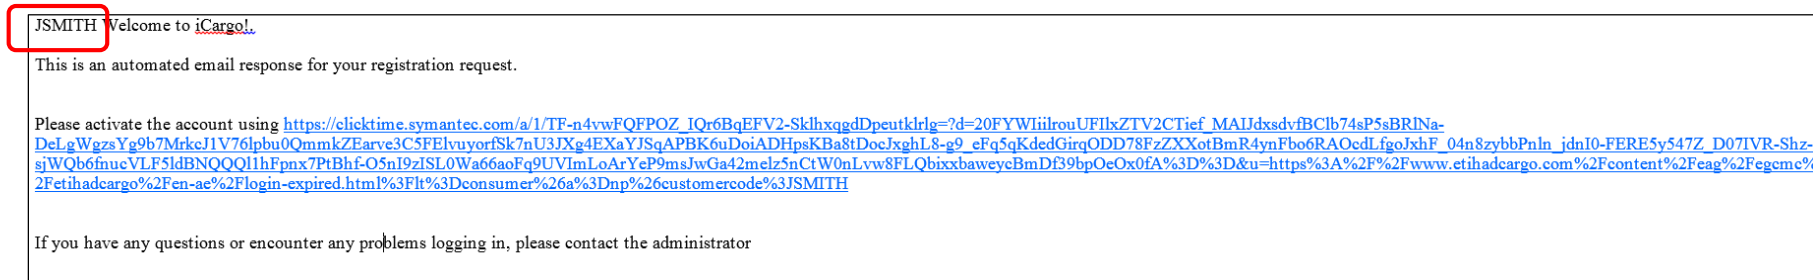 JSMITH Welcome to iCargo!.
This is an automated email response for your registration request.
Please activate the account using https://clicktime.symantec.com/a/1/TF-n4vwFQFPOZ_IQr6BqEFV2-SklhxqgdDpeutklrlg=?d=20FYWIiilrouUFIlxZTV2CTief_MAIJdxsdvfBClb74sP5sBRlNa-
DeLgWgzsYg9b7MrkcJ1V76lpbu0QmmkZEarve3C5FElvuyorfSk7nU3JXg4EXaYJSqAPBK6uDoiADHpsKBa8tDocJxghL8-g9_eFq5qKdedGirqODD78FzZXXotBmR4ynFbo6RAOcdLfgoJxhF_04n8zybbPnln_jdnI0-FERE5y547Z_D07IVR-Shz-
sjWQb6fnucVLF5ldBNQQQl1hFpnx7PtBhf-O5nI9zISL0Wa66aoFq9UVImLoArYeP9msJwGa42melz5nCtW0nLvw8FLQbixxbaweycBmDf39bpOeOx0fA%3D%3D&u=https%3A%2F%2Fwww.etihadcargo.com%2Fcontent%2Feag%2Fegcmc%
2Fetihadcargo%2Fen-ae%2Flogin-expired.html%3Flt%3Dconsumer%26a%3Dnp%26customercode%3JSMITH
If you have any questions or encounter any problems logging in, please contact the administrator